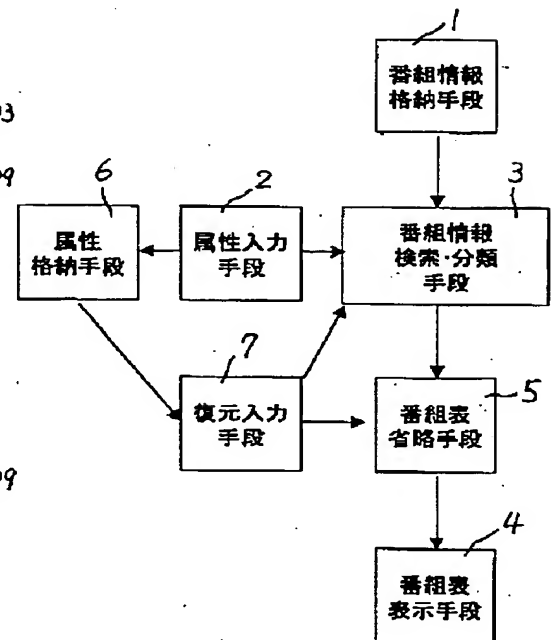 1
番組情報
格納手段
3
6
2
3
9
属性
格納手段
属性入力
手段
番組情報
検索・分類
手段
7
復元入力
手段
5
番組表
省略手段
9
4
番組表
表示手段